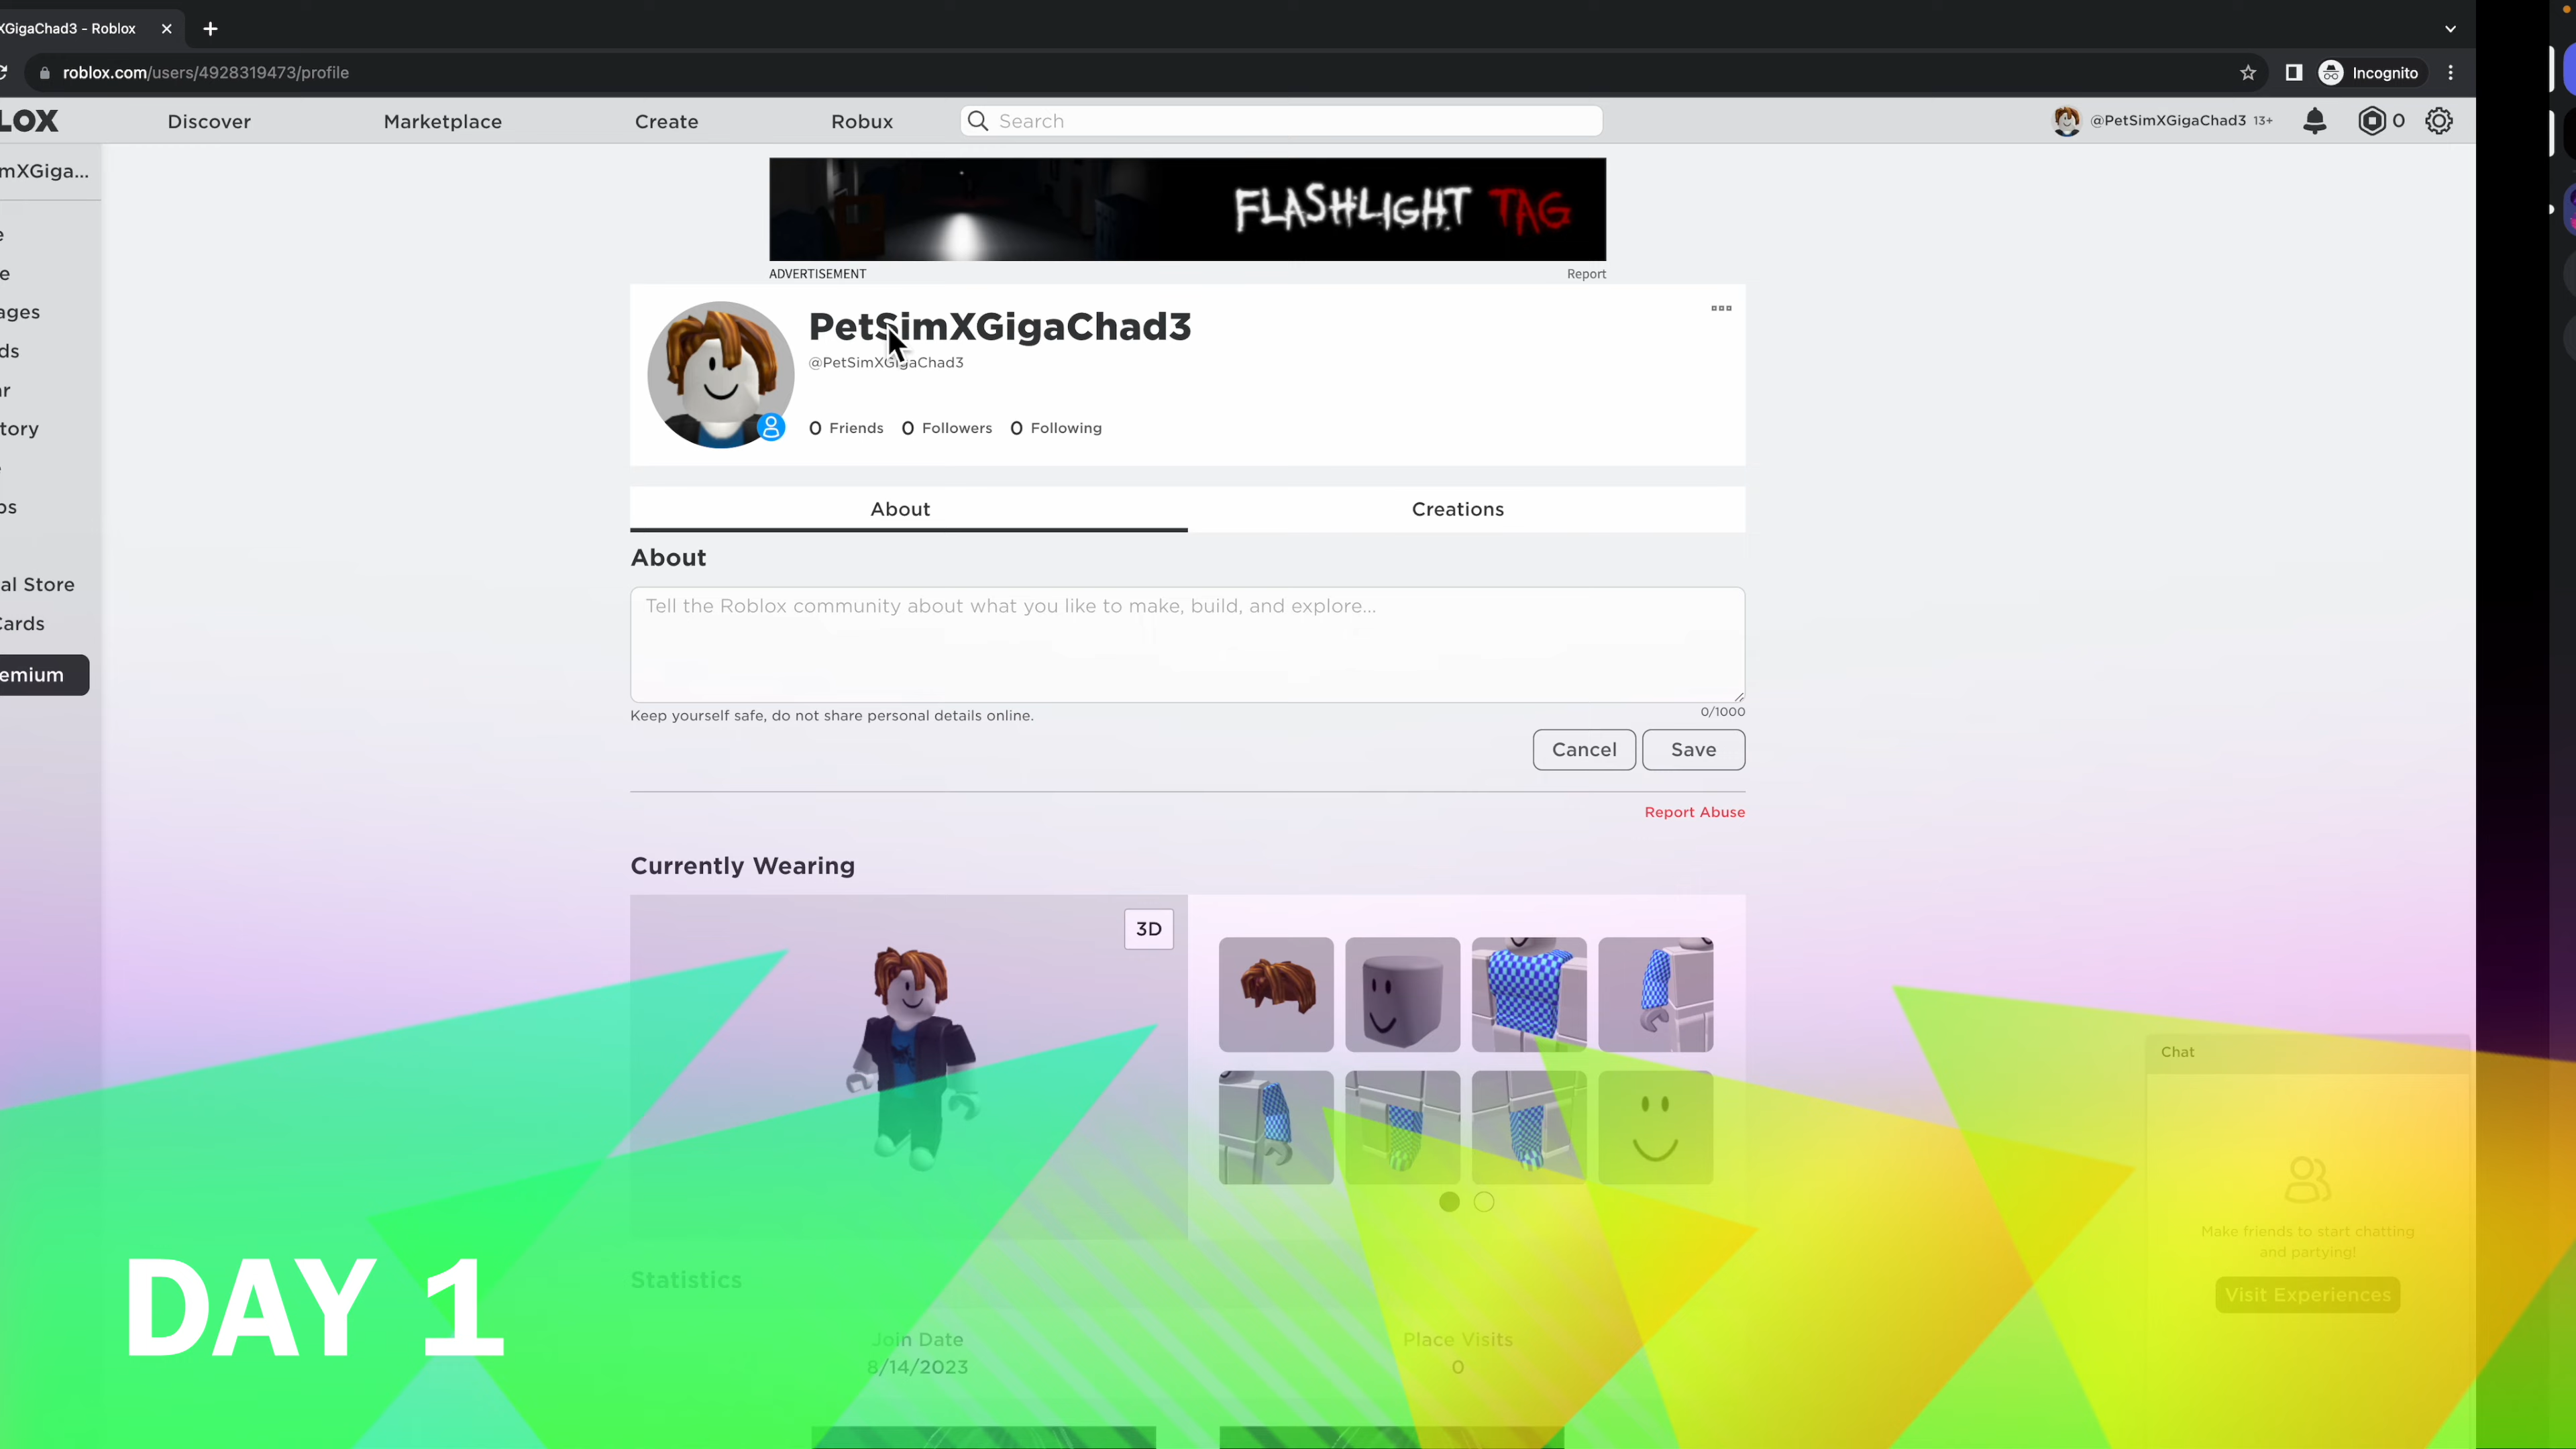 XGigaChad3 - Roblox
roblox.com/users/4928319473/profile
Incognito
LOX
Discover
Marketplace
Create
Robux
Search
@PetSimXGigaChad3 13+
0
mXGiga...
FLASHLIGHT TAG
ADVERTISEMENT
Report
e
e
ages
ds
ar
tory
ps
al Store
Cards
emium
PetSimXGigaChad3
@PetSimXGigaChad3
0 Friends 0 Followers 0 Following
About
Creations
About
Tell the Roblox community about what you like to make, build, and explore...
Keep yourself safe, do not share personal details online.
0/1000
Cancel
Save
Report Abuse
Currently Wearing
3D
Chat
Make friends to start chatting
and partying!
Visit Experiences
Statistics
Join Date
8/14/2023
Place Visits
0
DAY 1